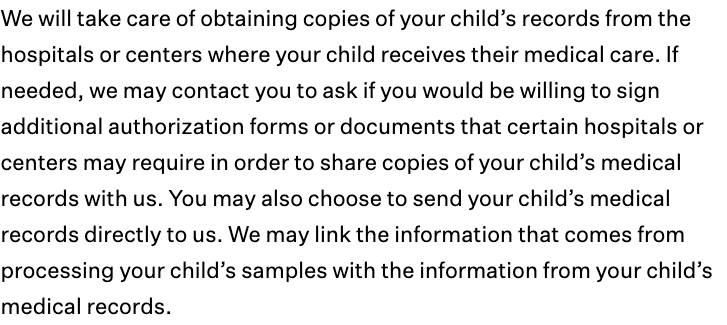 We will take care of obtaining copies of your child’s records from the
hospitals or centers where your child receives their medical care. If
needed, we may contact you to ask if you would be willing to sign
additional authorization forms or documents that certain hospitals or
centers may require in order to share copies of your child’s medical
records with us. You may also choose to send your child’s medical
records directly to us. We may link the information that comes from
processing your child’s samples with the information from your child’s
medical records.